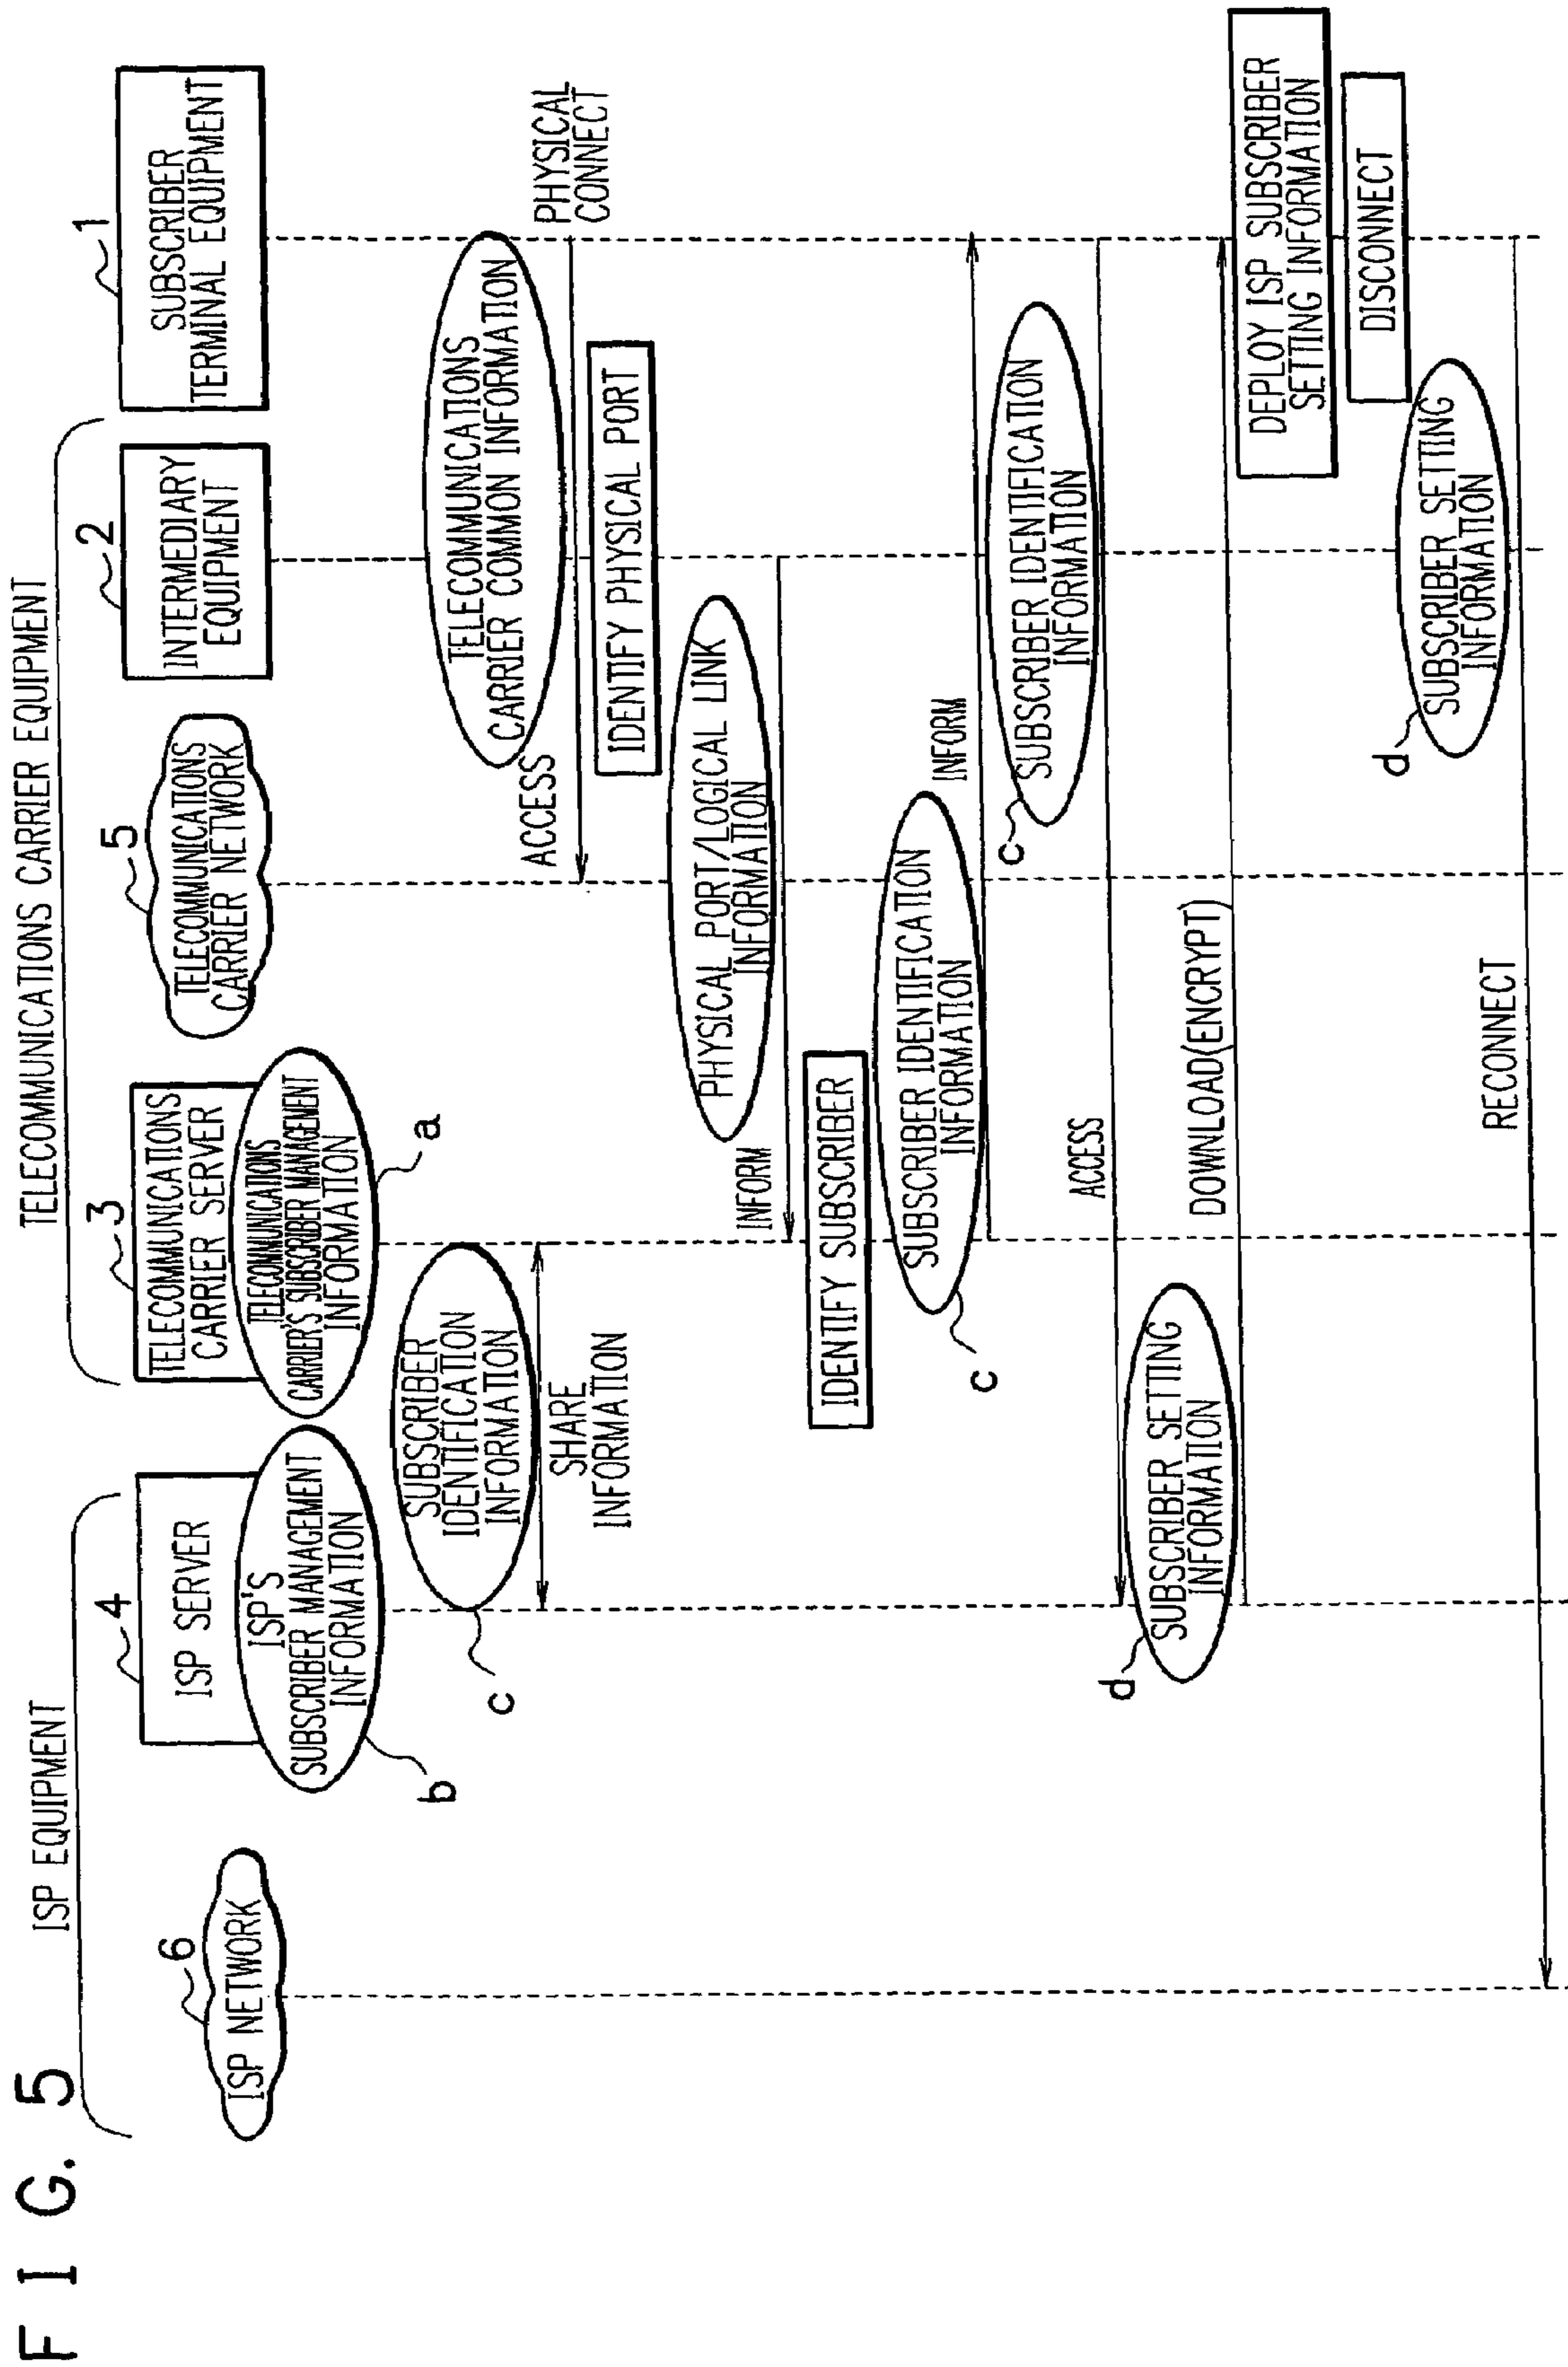 F I G. 5
ISP EQUIPMENT
TELECOMMUNICATIONS CARRIER EQUIPMENT
6
ISP NETWORK
4
ISP SERVER
ISP'S
SUBSCRIBER MANAGEMENT
INFORMATION
b
3
TELECOMMUNICATIONS
CARRIER SERVER
TELECOMMUNICATIONS
CARRIER'S SUBSCRIBER MANAGEMENT
INFORMATION
a
5
TELECOMMUNICATIONS
CARRIER NETWORK
2
INTERMEDIARY
EQUIPMENT
1
SUBSCRIBER
TERMINAL EQUIPMENT
SUBSCRIBER
IDENTIFICATION
INFORMATION
c
SHARE
INFORMATION
TELECOMMUNICATIONS
CARRIER COMMON INFORMATION
PHYSICAL
CONNECT
ACCESS
IDENTIFY PHYSICAL PORT
PHYSICAL PORT/LOGICAL LINK
INFORMATION
INFORM
IDENTIFY SUBSCRIBER
SUBSCRIBER IDENTIFICATION
INFORMATION
c
INFORM
SUBSCRIBER IDENTIFICATION
INFORMATION
c
ACCESS
SUBSCRIBER SETTING
INFORMATION
d
DOWNLOAD(ENCRYPT)
DEPLOY ISP SUBSCRIBER
SETTING INFORMATION
DISCONNECT
SUBSCRIBER SETTING
INFORMATION
d
RECONNECT